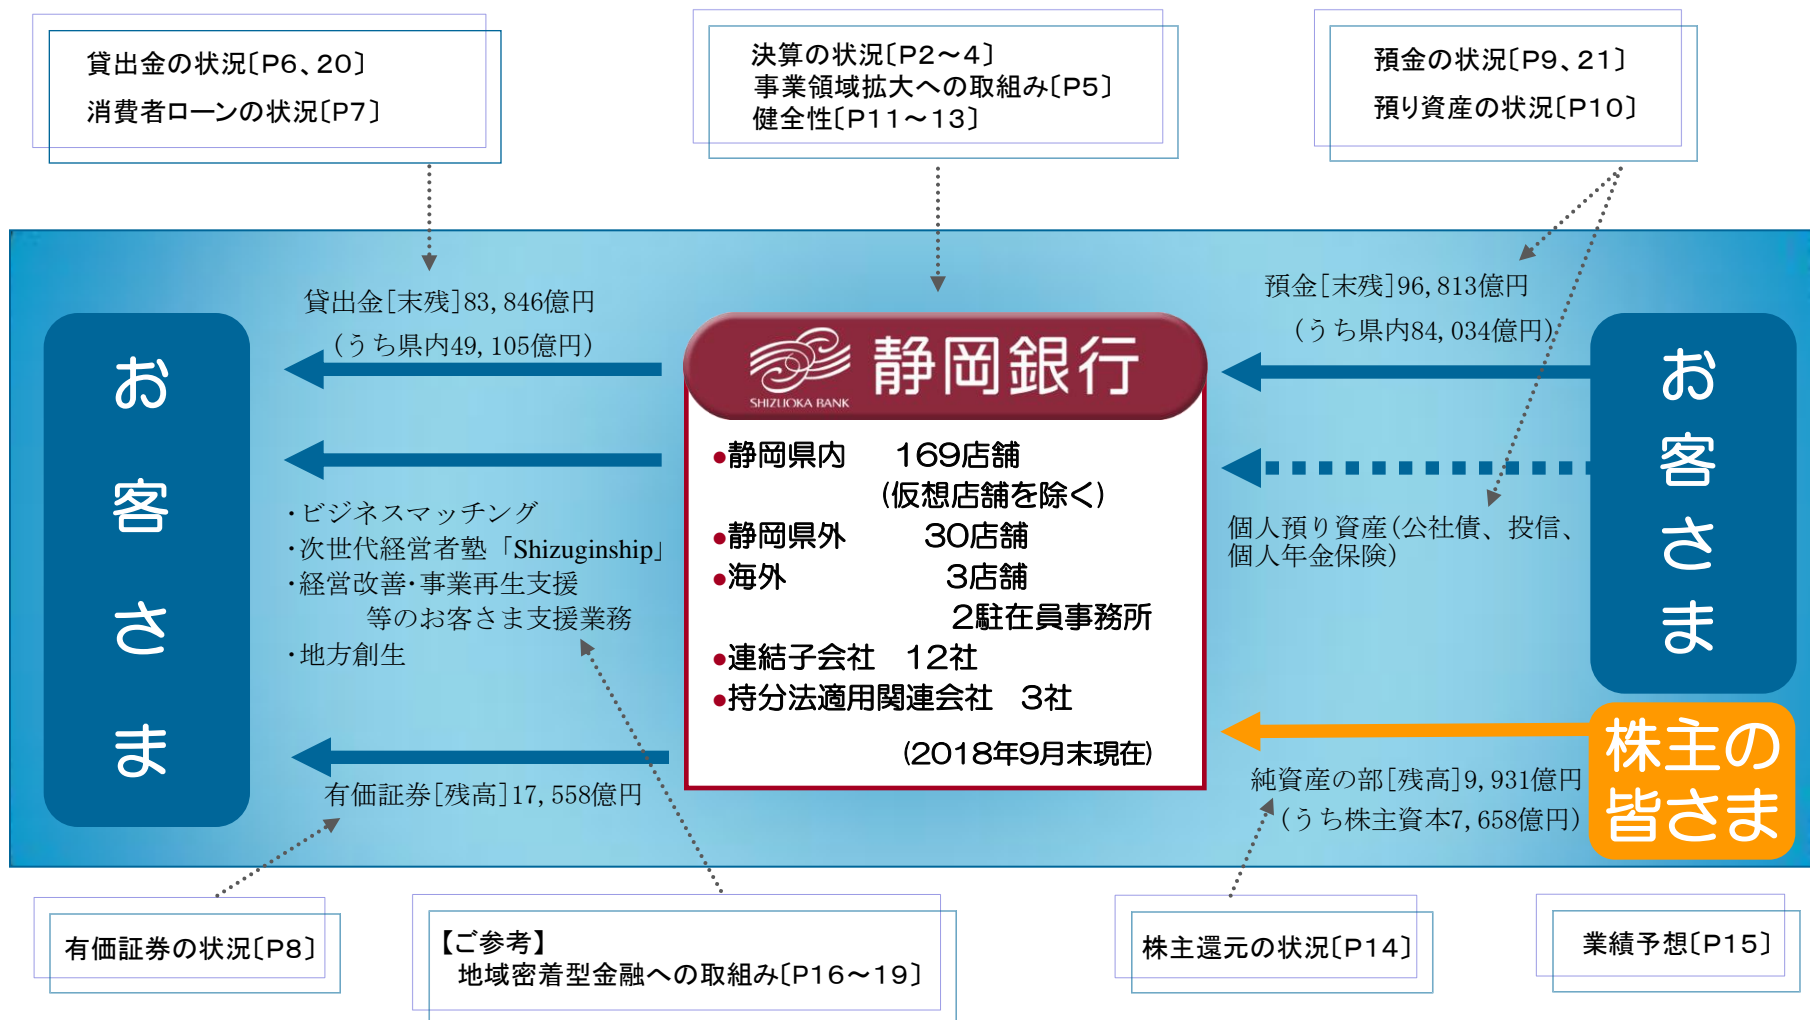 貸出金の状況〔P6、20〕
消費者ローンの状況〔P7〕
決算の状況〔P2～4〕
事業領域拡大への取組み〔P5〕
健全性〔P11～13〕
預金の状況〔P9、21〕
預り資産の状況〔P10〕
お客さま
貸出金[末残]83,846億円
（うち県内49,105億円）
・ビジネスマッチング
・次世代経営者塾「Shizuginship」
・経営改善・事業再生支援
等のお客さま支援業務
・地方創生
有価証券[残高]17,558億円
SHIZUOKA BANK
静岡銀行
●静岡県内 169店舗
(仮想店舗を除く)
●静岡県外 30店舗
●海外 3店舗
2駐在員事務所
●連結子会社 12社
●持分法適用関連会社 3社
(2018年9月末現在)
預金[末残]96,813億円
（うち県内84,034億円）
個人預り資産(公社債、投信、
個人年金保険)
純資産の部[残高]9,931億円
（うち株主資本7,658億円）
お客さま
株主の
皆さま
有価証券の状況〔P8〕
【ご参考】
地域密着型金融への取組み〔P16～19〕
株主還元の状況〔P14〕
業績予想〔P15〕